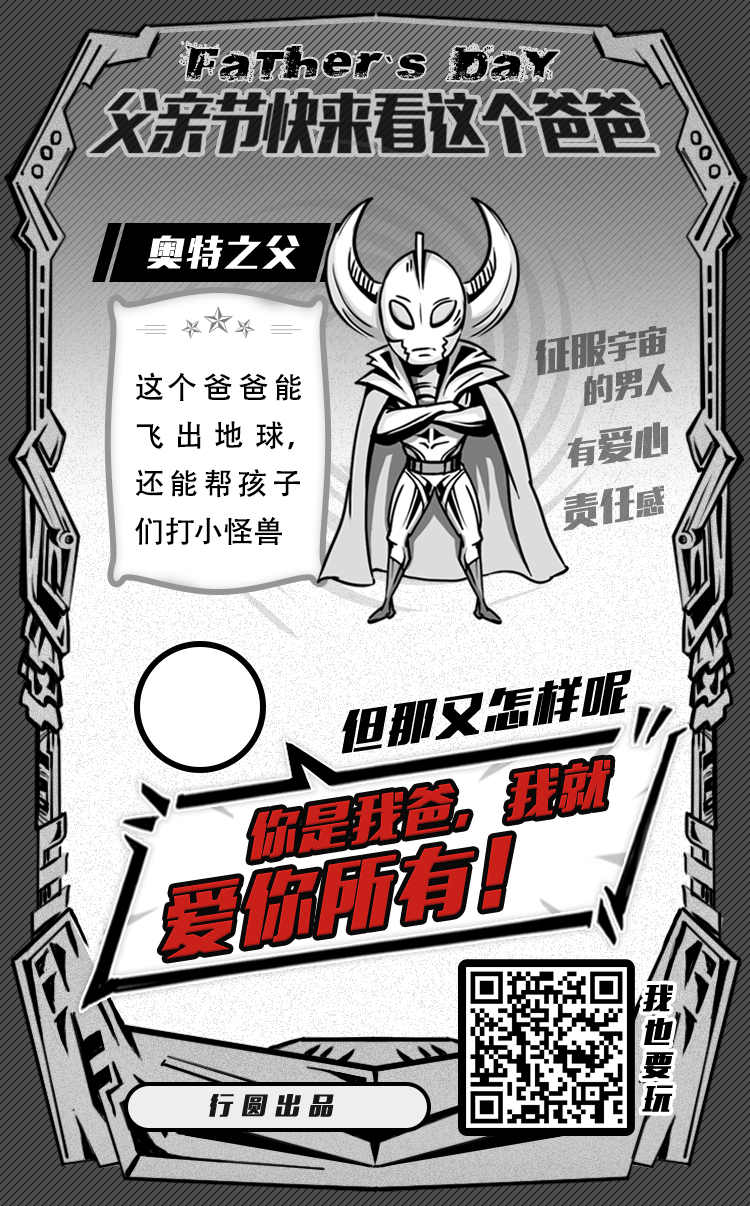 Father's Day
父亲节快来看这个爸爸
奥特之父
这个爸爸能
飞出地球,
还能帮孩子
们打小怪兽
征服宇宙
的男人
有爱心
责任感
但那又怎样呢
你是我爸，我就
爱你所有！
我也要玩
行圆出品